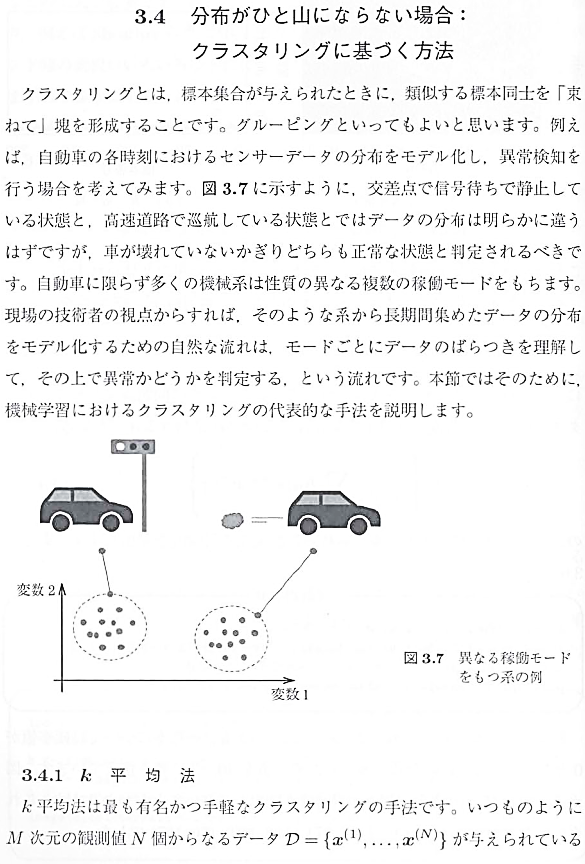 3.4 分布がひと山にならない場合：
クラスタリングに基づく方法
クラスタリングとは，標本集合が与えられたときに，類似する標本同士を「束
ねて」塊を形成することです。グルーピングといってもよいと思います。例え
ば，自動車の各時刻におけるセンサーデータの分布をモデル化し，異常検知を
行う場合を考えてみます。図 3.7 に示すように，交差点で信号待ちで静止して
いる状態と，高速道路で巡航している状態とではデータの分布は明らかに違う
はずですが，車が壊れていないかぎりどちらも正常な状態と判定されるべきで
す。自動車に限らず多くの機械系は性質の異なる複数の稼働モードをもちます。
現場の技術者の視点からすれば，そのような系から長期間集めたデータの分布
をモデル化するための自然な流れは，モードごとにデータのばらつきを理解し
て，その上で異常かどうかを判定する，という流れです。本節ではそのために，
機械学習におけるクラスタリングの代表的な手法を説明します。
変数 2
変数 1
図 3.7 異なる稼働モード
をもつ系の例
3.4.1 k 平 均 法
k 平均法は最も有名かつ手軽なクラスタリングの手法です。いつものように
M 次元の観測値 N 個からなるデータ D = {x^(1), ..., x^(N)} が与えられている